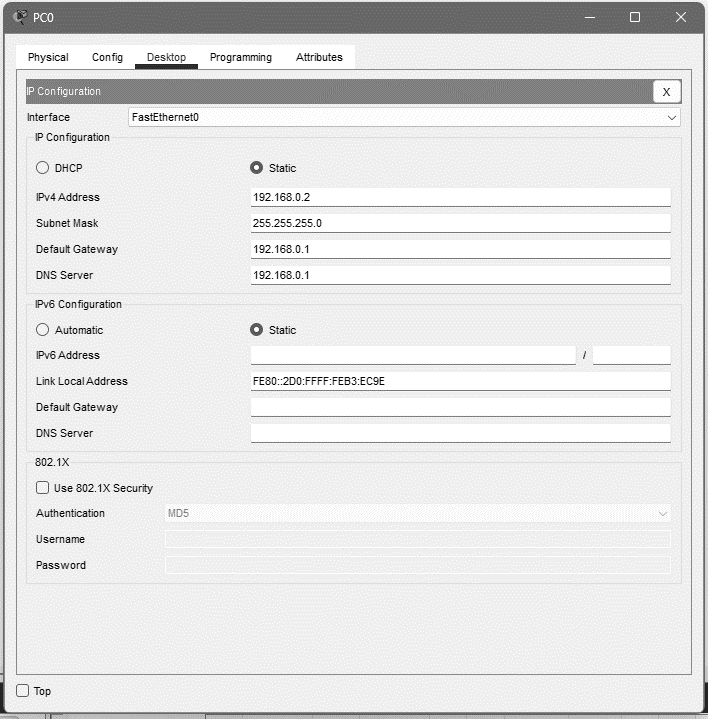 PC0
Physical Config Desktop Programming Attributes
IP Configuration X
Interface FastEthernet0
IP Configuration
DHCP Static
IPv4 Address 192.168.0.2
Subnet Mask 255.255.255.0
Default Gateway 192.168.0.1
DNS Server 192.168.0.1
IPv6 Configuration
Automatic Static
IPv6 Address /
Link Local Address FE80::2D0:FFFF:FEB3:EC9E
Default Gateway
DNS Server
802.1X
Use 802.1X Security
Authentication MD5
Username
Password
Top